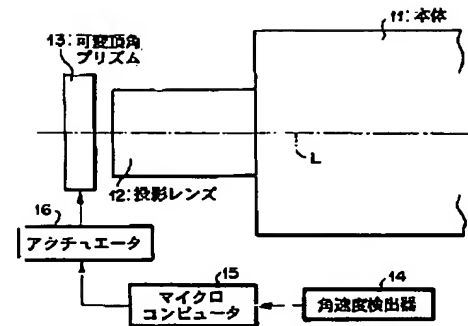 13:可変頂角
プリズム
11:本体
L
12:投影レンズ
16
アクチュエータ
15
マイクロ
コンピュータ
14
角速度検出器